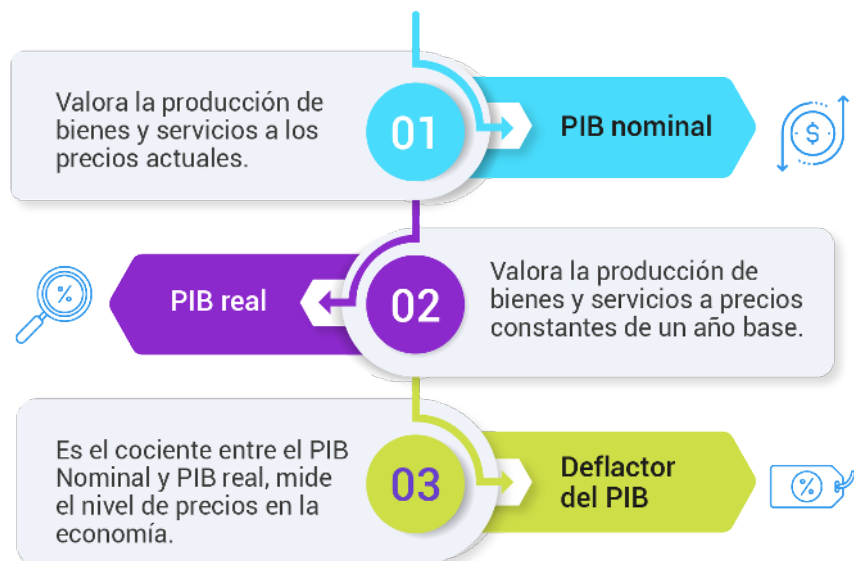 Valora la producción de
bienes y servicios a los
precios actuales.
01
PIB nominal
$
%
PIB real
02
Valora la producción de
bienes y servicios a precios
constantes de un año base.
Es el cociente entre el PIB
Nominal y PIB real, mide
el nivel de precios en la
economía.
03
Deflactor
del PIB
%